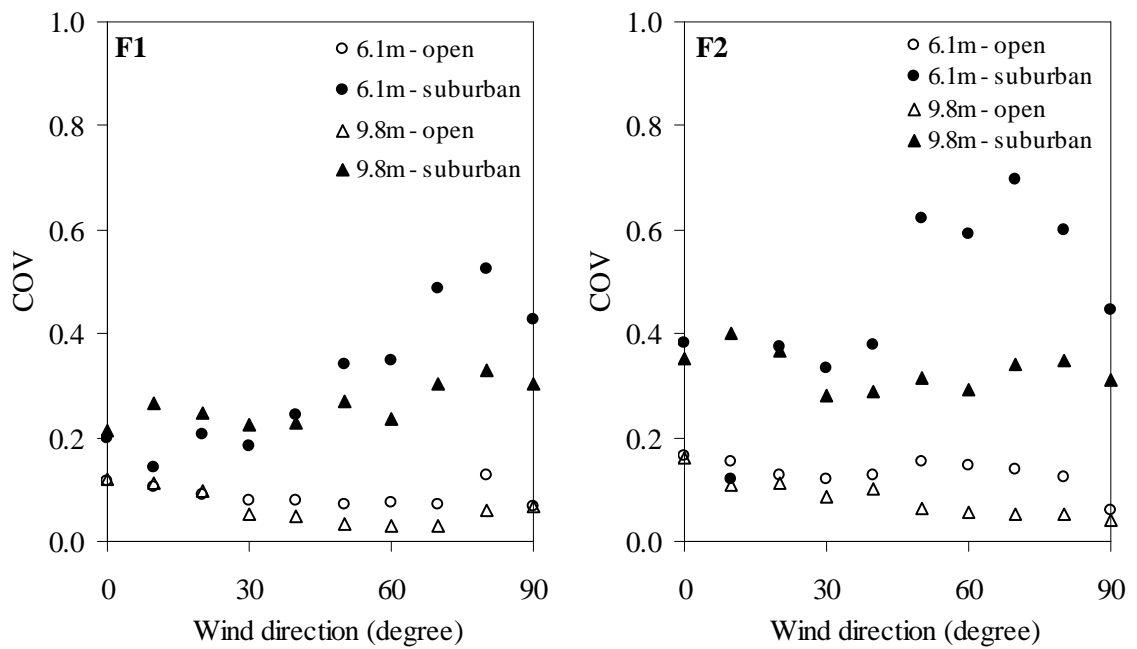 F1
6.1m - open
6.1m - suburban
9.8m - open
9.8m - suburban
COV
1.0
0.8
0.6
0.4
0.2
0.0
0 30 60 90
Wind direction (degree)
F2
6.1m - open
6.1m - suburban
9.8m - open
9.8m - suburban
COV
1.0
0.8
0.6
0.4
0.2
0.0
0 30 60 90
Wind direction (degree)